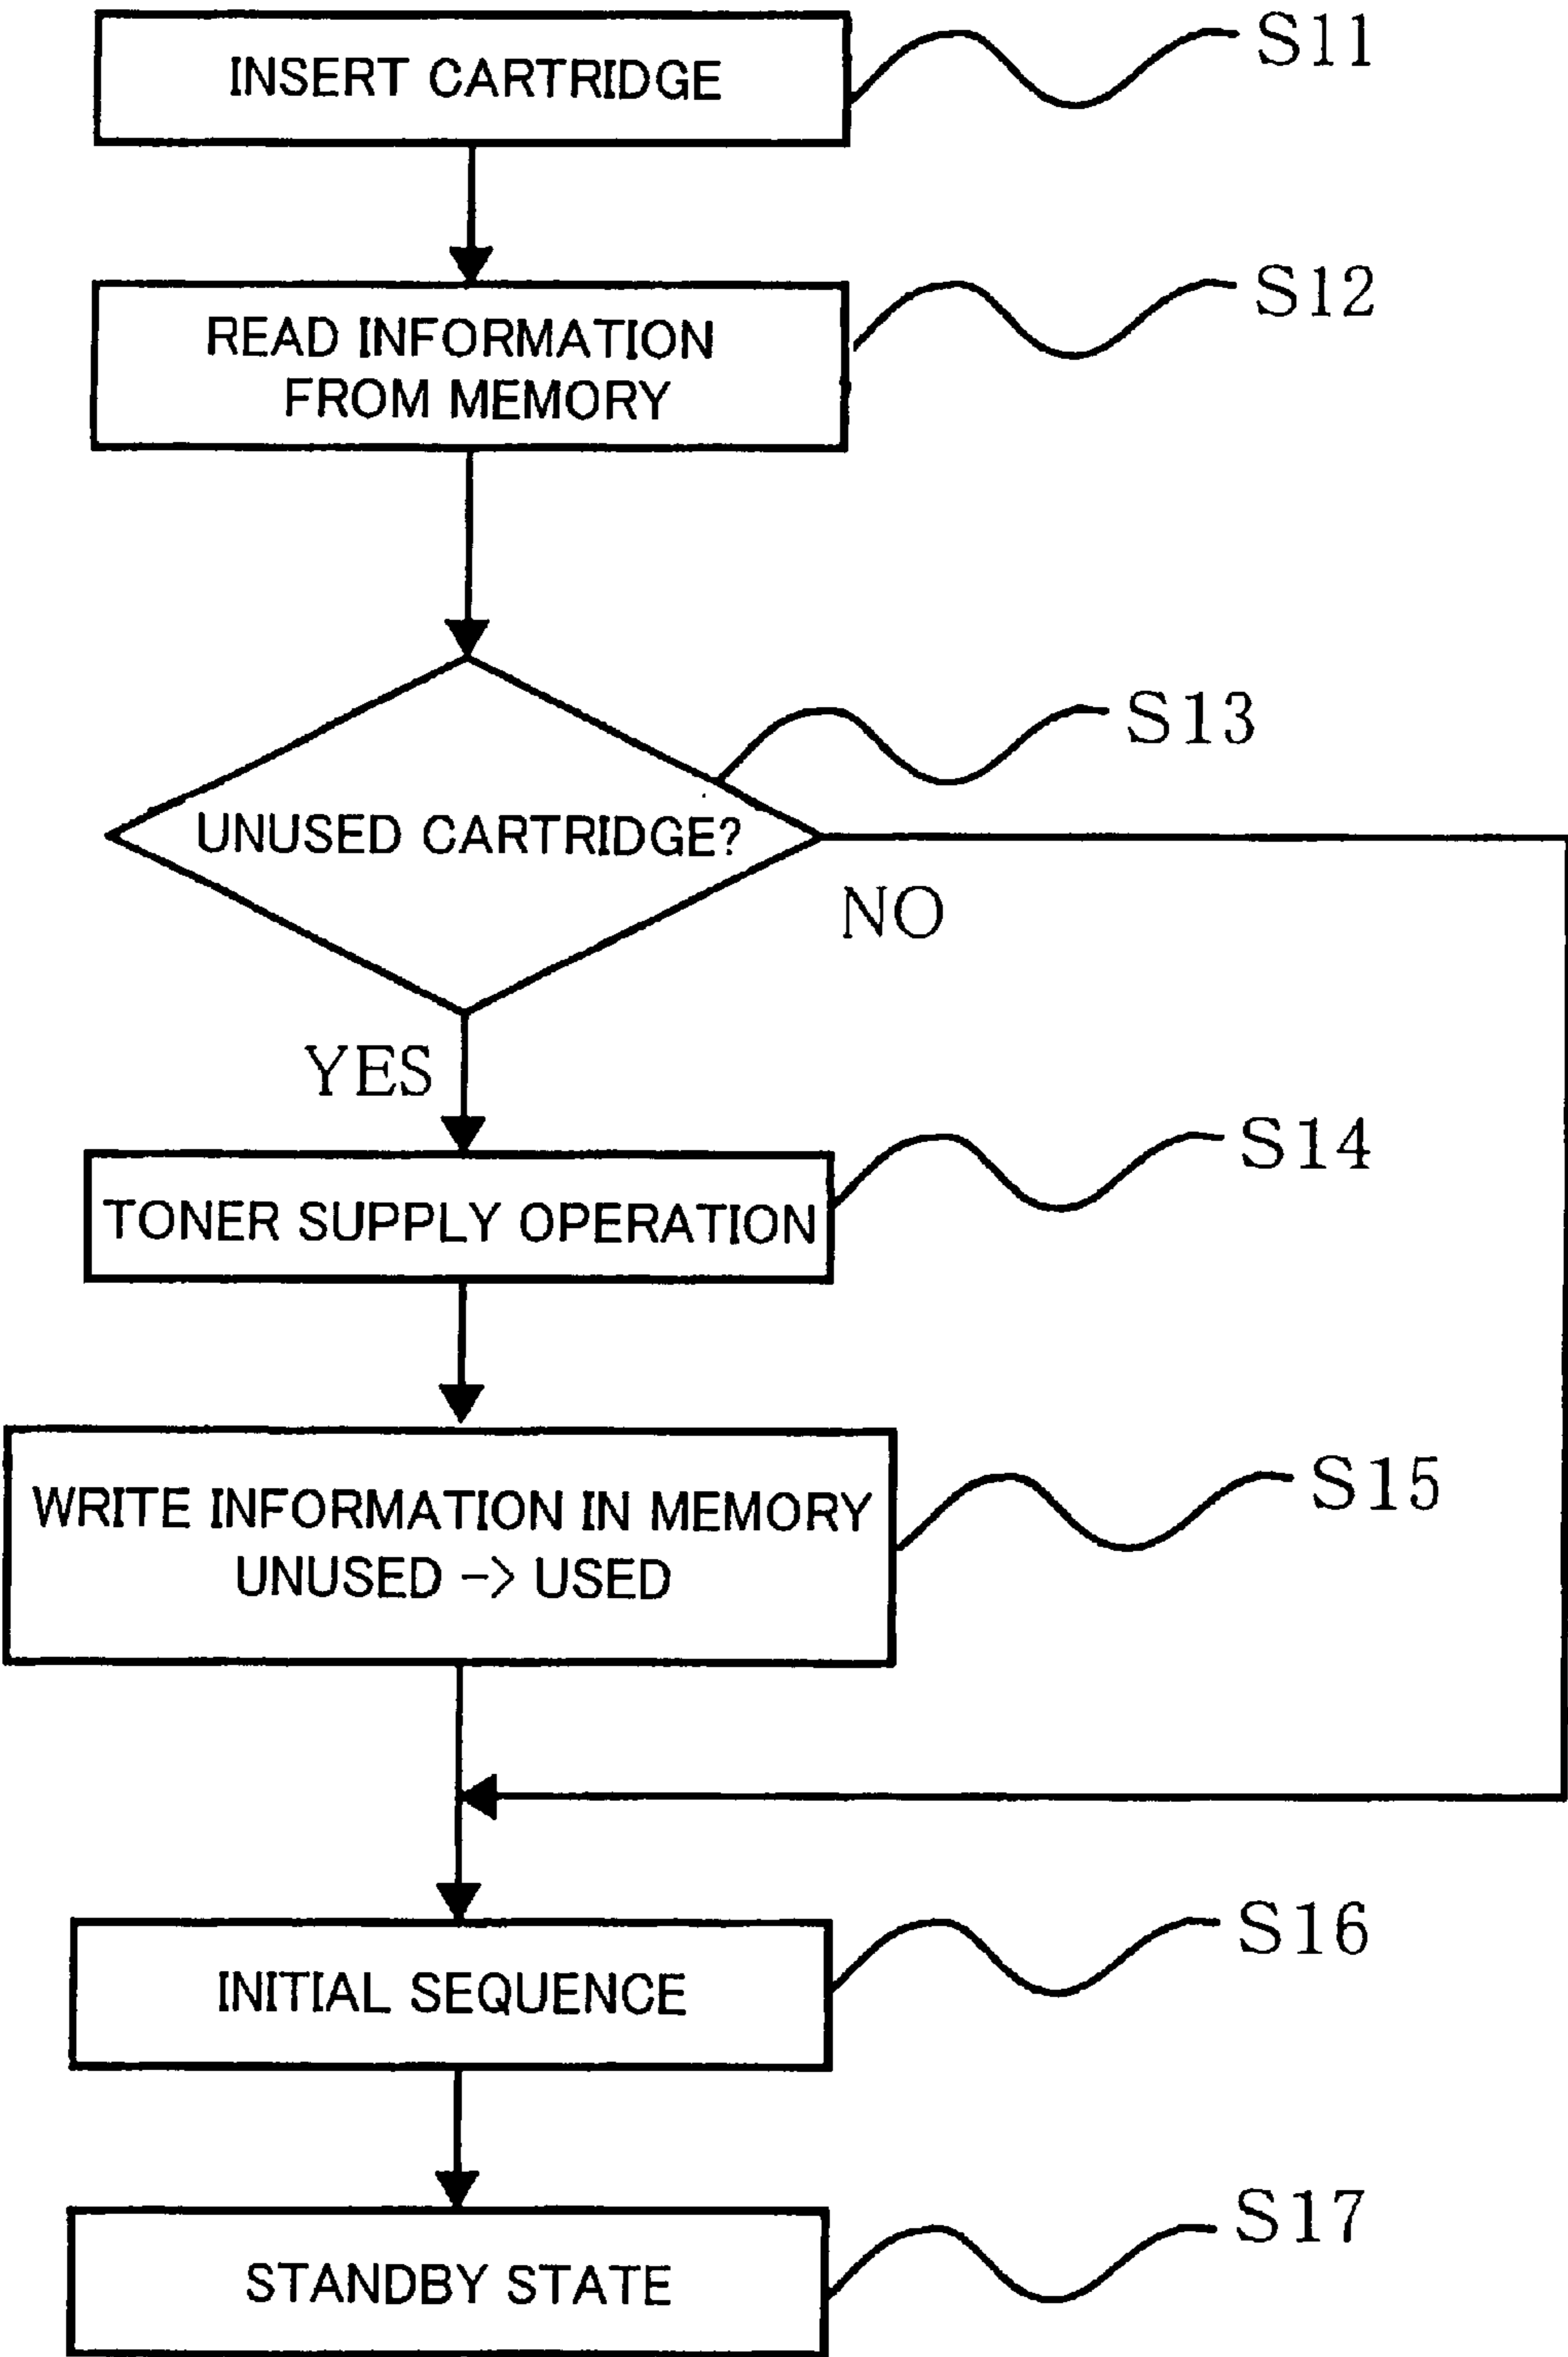 INSERT CARTRIDGE
S11
READ INFORMATION
FROM MEMORY
S12
UNUSED CARTRIDGE?
S13
NO
YES
TONER SUPPLY OPERATION
S14
WRITE INFORMATION IN MEMORY
UNUSED -> USED
S15
INITIAL SEQUENCE
S16
STANDBY STATE
S17